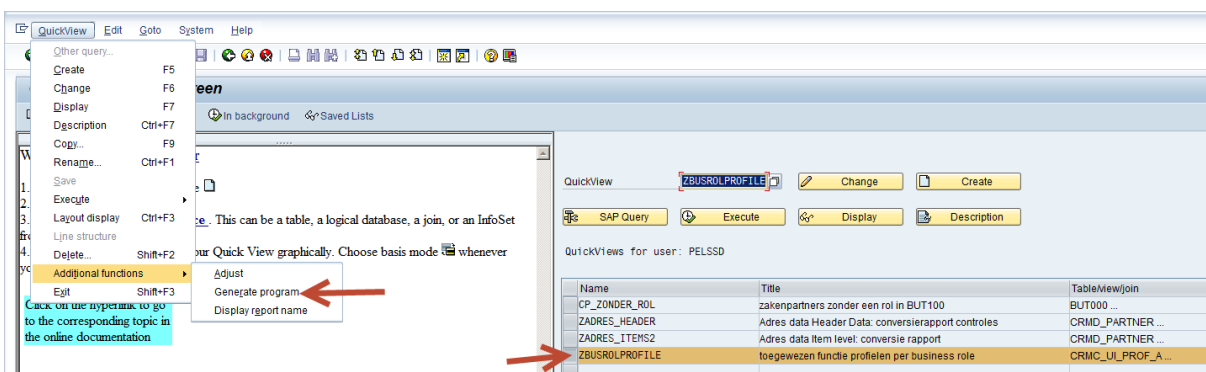 QuickView Edit Goto System Help
Other query...
Create F5
Change F6
Display F7
Description Ctrl+F7
Copy... F9
Rename... Ctrl+F1
Save
Execute
Layout display Ctrl+F3
Line structure
Delete... Shift+F2
Additional functions
Exit Shift+F3
Adjust
Generate program
Display report name
een
In background Saved Lists
W r
1.
2.
3. ce . This can be a table, a logical database, a join, or an InfoSet
fr
4. our Quick View graphically. Choose basis mode whenever
yo
Click on the hyperlink to go
to the corresponding topic in
the online documentation
QuickView ZBUSROLPROFILE Change Create
SAP Query Execute Display Description
QuickViews for user: PELSSD
Name Title Table/view/join
CP_ZONDER_ROL zakenpartners zonder een rol in BUT100 BUT000 ...
ZADRES_HEADER Adres data Header Data: conversierapport controles CRMD_PARTNER ...
ZADRES_ITEMS2 Adres data Item level: conversie rapport CRMD_PARTNER ...
ZBUSROLPROFILE toegewezen functie profielen per business role CRMC_UI_PROF_A...